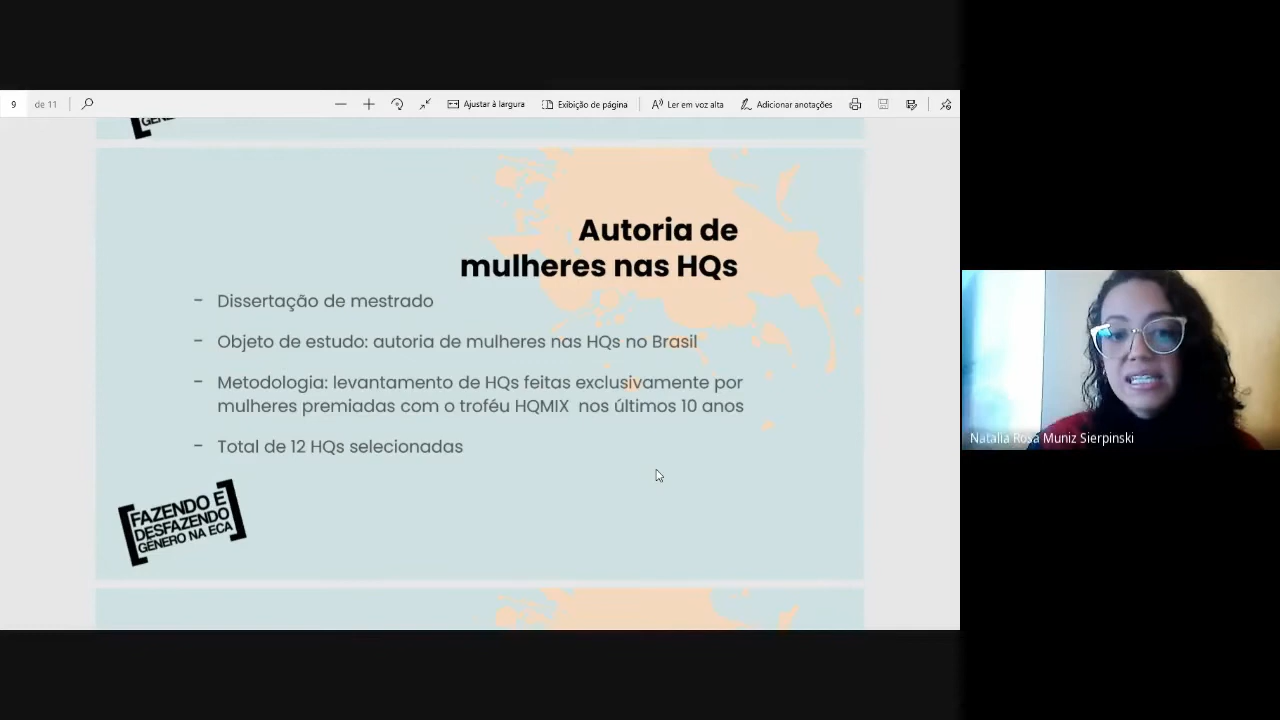 9 de 11
Ajustar à largura
Exibição de página
Ler em voz alta
Adicionar anotações
Autoria de
mulheres nas HQs
- Dissertação de mestrado
- Objeto de estudo: autoria de mulheres nas HQs no Brasil
- Metodologia: levantamento de HQs feitas exclusivamente por
mulheres premiadas com o troféu HQMIX nos últimos 10 anos
- Total de 12 HQs selecionadas
[FAZENDO E
DESFAZENDO
GÊNERO NA ECA]
Natalia Rosa Muniz Sierpinski